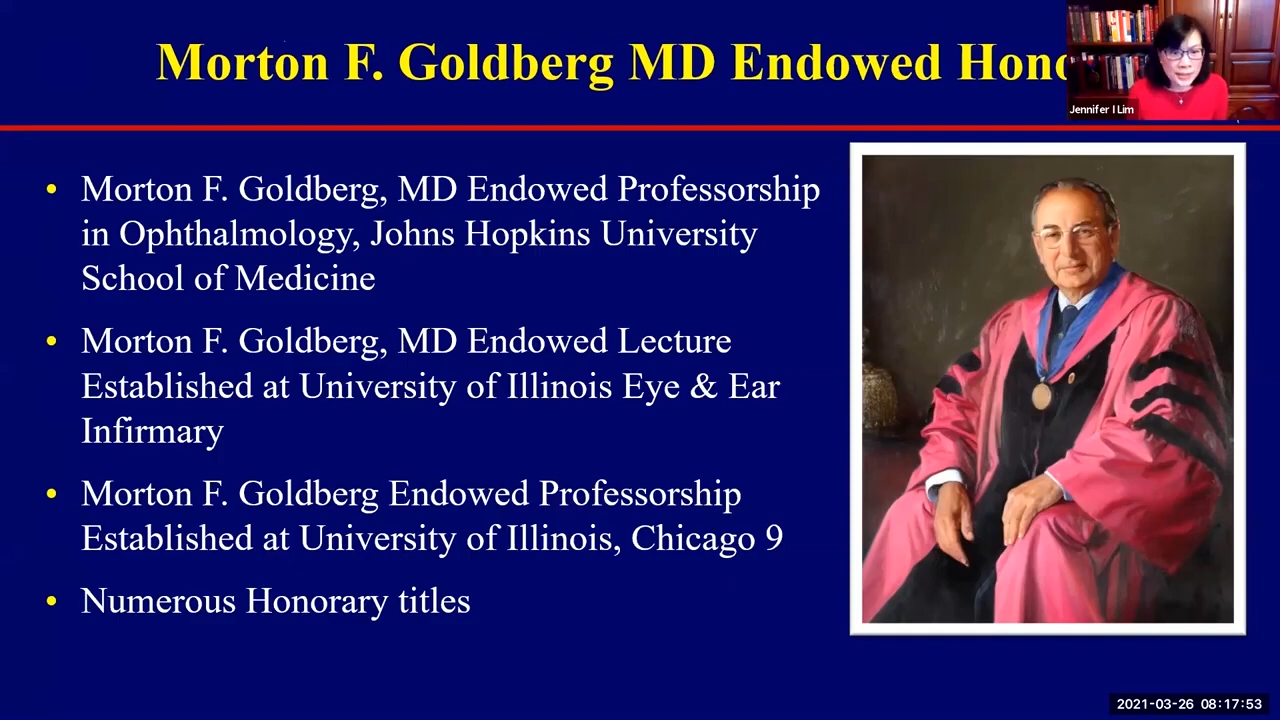 Morton F. Goldberg MD Endowed Hono
Jennifer I Lim
• Morton F. Goldberg, MD Endowed Professorship
in Ophthalmology, Johns Hopkins University
School of Medicine
• Morton F. Goldberg, MD Endowed Lecture
Established at University of Illinois Eye & Ear
Infirmary
• Morton F. Goldberg Endowed Professorship
Established at University of Illinois, Chicago 9
• Numerous Honorary titles
2021-03-26 08:17:53